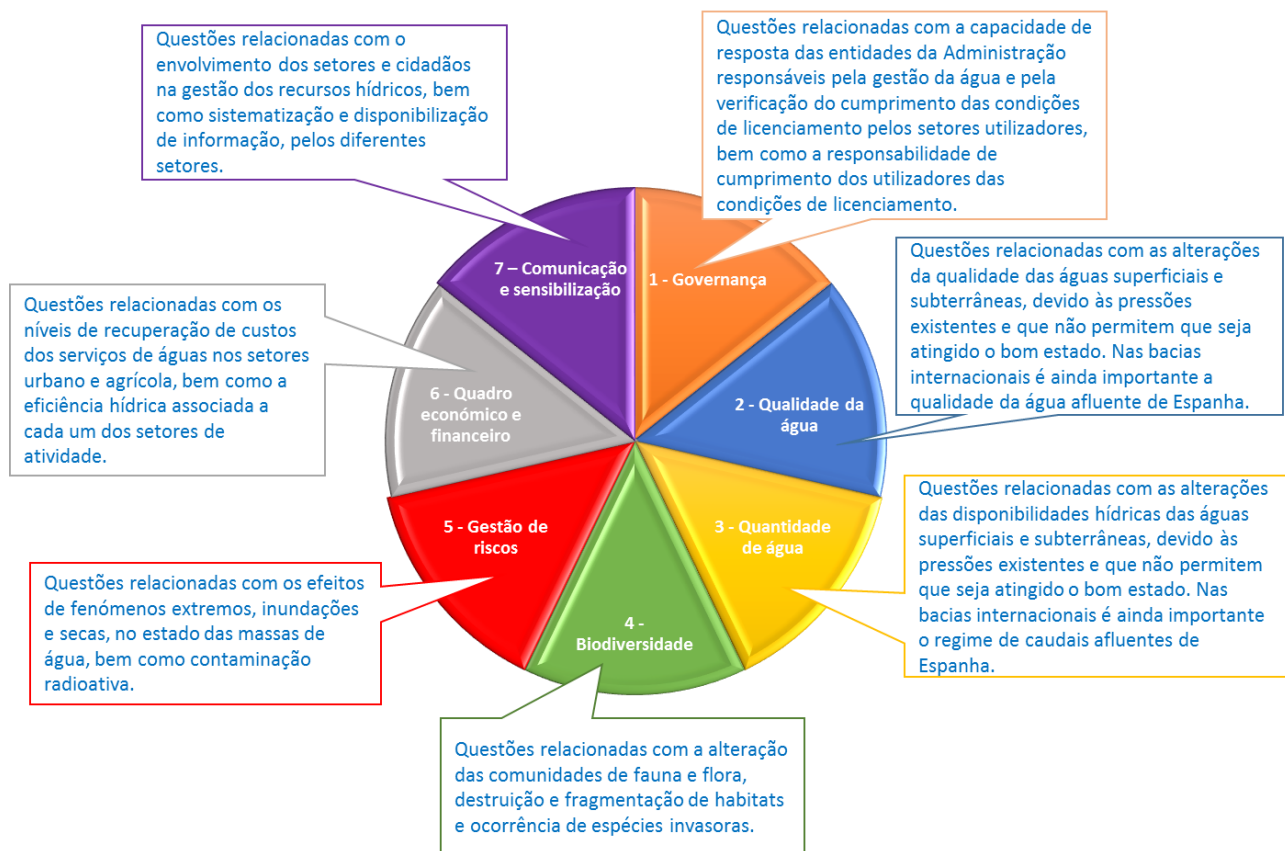 Questões relacionadas com o
envolvimento dos setores e cidadãos
na gestão dos recursos hídricos, bem
como sistematização e disponibilização
de informação, pelos diferentes
setores.
Questões relacionadas com a capacidade de
resposta das entidades da Administração
responsáveis pela gestão da água e pela
verificação do cumprimento das condições
de licenciamento pelos setores utilizadores,
bem como a responsabilidade de
cumprimento dos utilizadores das
condições de licenciamento.
7 – Comunicação
e sensibilização
1 - Governança
Questões relacionadas com as alterações
da qualidade das águas superficiais e
subterrâneas, devido às pressões
existentes e que não permitem que seja
atingido o bom estado. Nas bacias
internacionais é ainda importante a
qualidade da água afluente de Espanha.
Questões relacionadas com os
níveis de recuperação de custos
dos serviços de águas nos setores
urbano e agrícola, bem como a
eficiência hídrica associada a
cada um dos setores de
atividade.
6 - Quadro
económico e
financeiro
2 - Qualidade da
água
5 - Gestão de
riscos
3 - Quantidade
de água
Questões relacionadas com as alterações
das disponibilidades hídricas das águas
superficiais e subterrâneas, devido às
pressões existentes e que não permitem
que seja atingido o bom estado. Nas
bacias internacionais é ainda importante
o regime de caudais afluentes de
Espanha.
Questões relacionadas com os efeitos
de fenómenos extremos, inundações
e secas, no estado das massas de
água, bem como contaminação
radioativa.
4 -
Biodiversidade
Questões relacionadas com a alteração
das comunidades de fauna e flora,
destruição e fragmentação de habitats
e ocorrência de espécies invasoras.